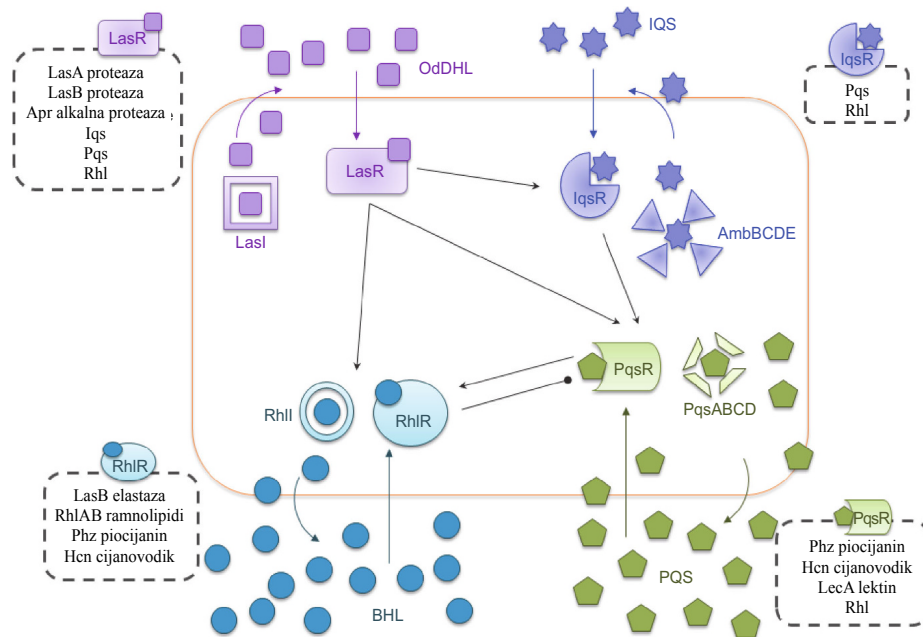 LasR
LasA proteaza
LasB proteaza
Apr alkalna proteaza e
Iqs
Pqs
Rhl
OdDHL
IQS
IqsR
Pqs
Rhl
LasR
IqsR
LasI
AmbBCDE
PqsR
PqsABCD
RhlI
RhlR
RhlR
LasB elastaza
RhlAB ramnolipidi
Phz piocijanin
Hcn cijanovodik
BHL
PQS
PqsR
Phz piocijanin
Hcn cijanovodik
LecA lektin
Rhl